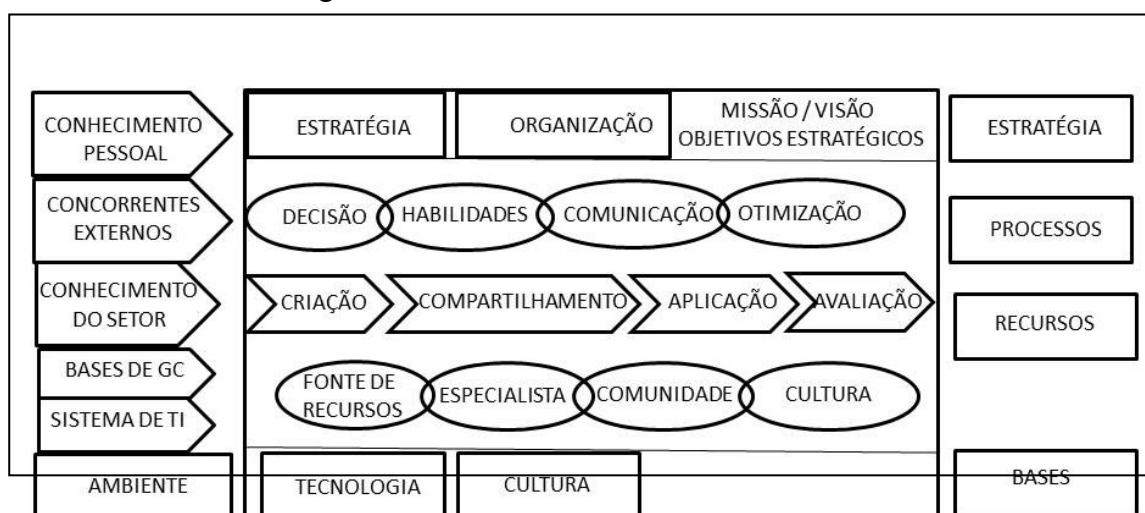 CONHECIMENTO
PESSOAL
ESTRATÉGIA
ORGANIZAÇÃO
MISSÃO / VISÃO
OBJETIVOS ESTRATÉGICOS
ESTRATÉGIA
CONCORRENTES
EXTERNOS
DECISÃO
HABILIDADES
COMUNICAÇÃO
OTIMIZAÇÃO
PROCESSOS
CONHECIMENTO
DO SETOR
CRIAÇÃO
COMPARTILHAMENTO
APLICAÇÃO
AVALIAÇÃO
RECURSOS
BASES DE GC
SISTEMA DE TI
FONTE DE
RECURSOS
ESPECIALISTA
COMUNIDADE
CULTURA
AMBIENTE
TECNOLOGIA
CULTURA
BASES